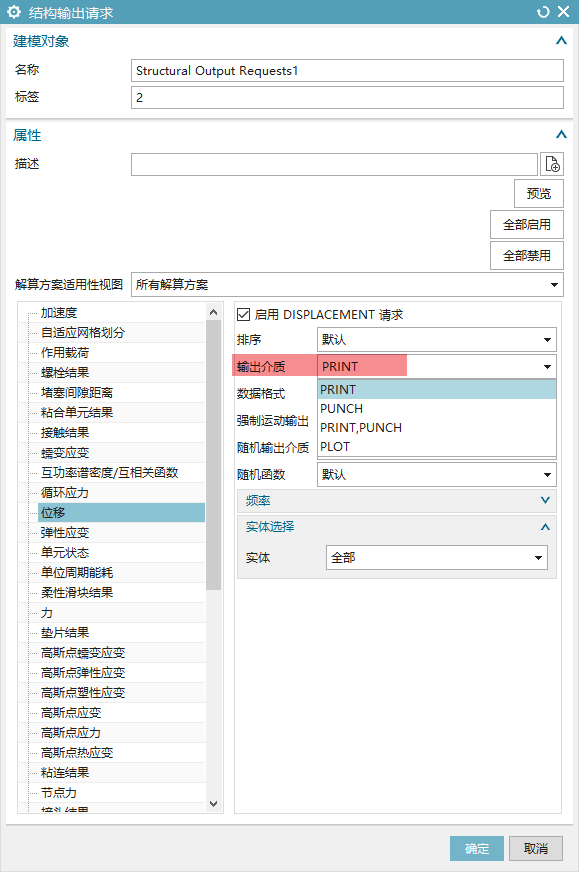 结构输出请求
建模对象
名称
Structural Output Requests1
标签
2
属性
描述
预览
全部启用
全部禁用
解算方案适用性视图
所有解算方案
加速度
自适应网格划分
作用载荷
螺栓结果
堵塞间隙距离
粘合单元结果
接触结果
蠕变应变
互功率谱密度/互相关函数
循环应力
位移
弹性应变
单元状态
单位周期能耗
柔性滑块结果
力
垫片结果
高斯点蠕变应变
高斯点弹性应变
高斯点塑性应变
高斯点应变
高斯点应力
高斯点热应变
粘连结果
节点力
接头结果
启用 DISPLACEMENT 请求
排序
默认
输出介质
PRINT
数据格式
PRINT
PUNCH
强制运动输出
PRINT,PUNCH
随机输出介质
PLOT
随机函数
默认
频率
实体选择
实体
全部
确定
取消